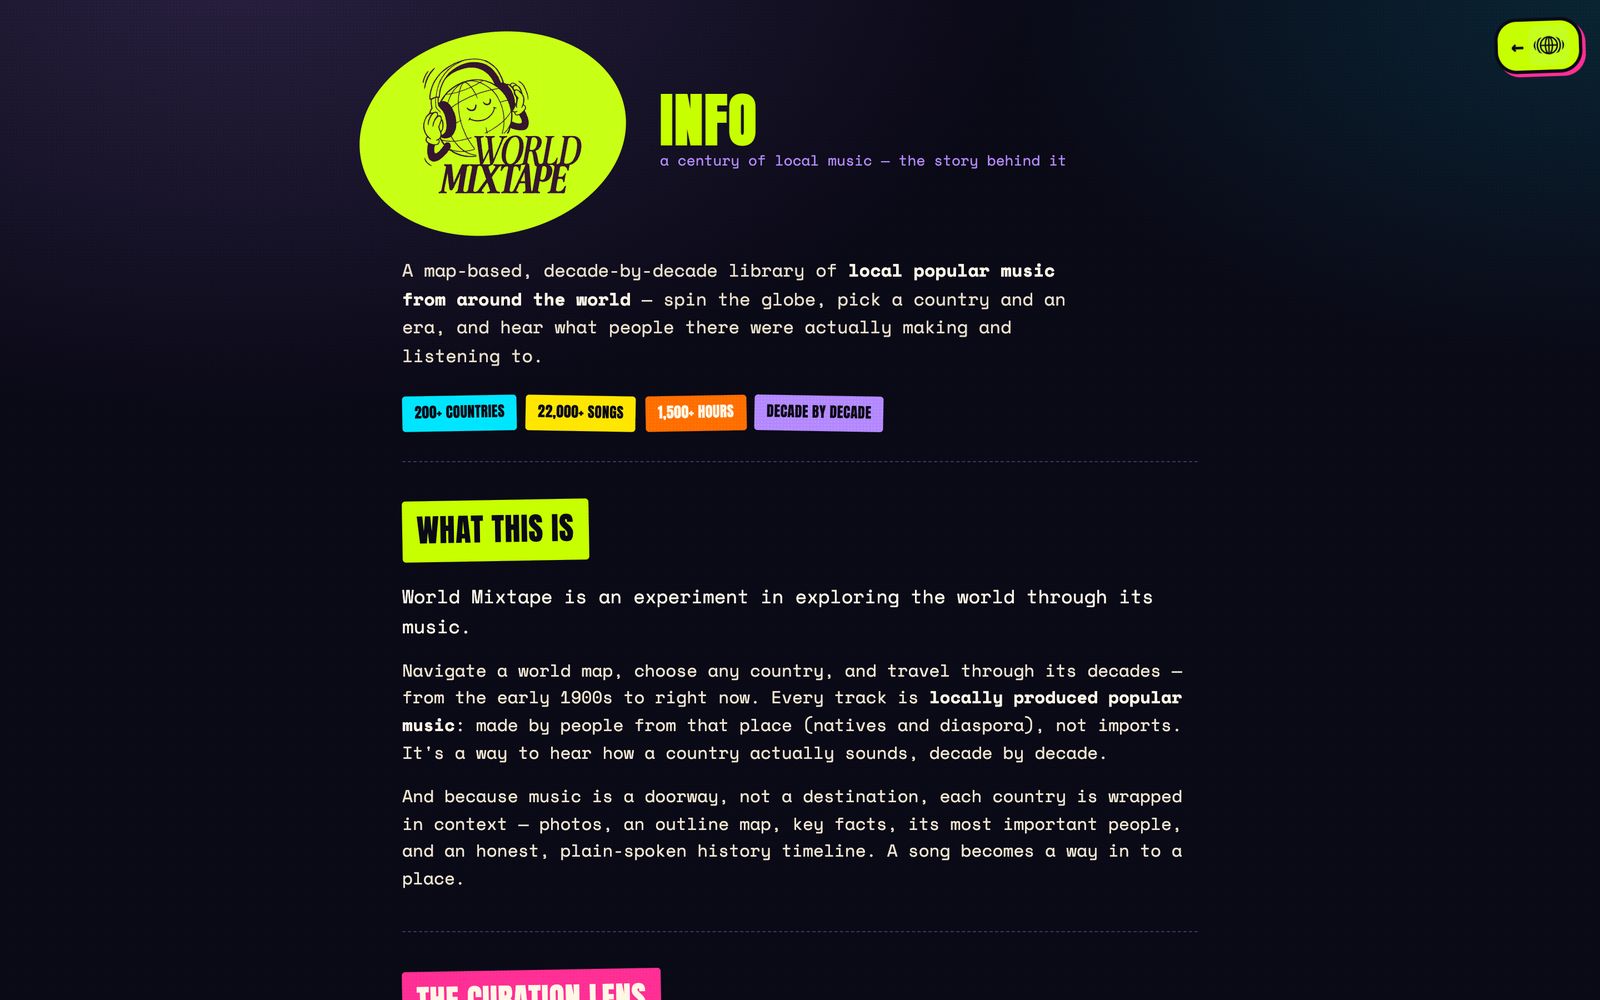 WORLD
MIXTAPE
INFO
a century of local music — the story behind it
←
A map-based, decade-by-decade library of local popular music
from around the world — spin the globe, pick a country and an
era, and hear what people there were actually making and
listening to.
200+ COUNTRIES
22,000+ SONGS
1,500+ HOURS
DECADE BY DECADE
WHAT THIS IS
World Mixtape is an experiment in exploring the world through its
music.
Navigate a world map, choose any country, and travel through its decades —
from the early 1900s to right now. Every track is locally produced popular
music: made by people from that place (natives and diaspora), not imports.
It's a way to hear how a country actually sounds, decade by decade.
And because music is a doorway, not a destination, each country is wrapped
in context — photos, an outline map, key facts, its most important people,
and an honest, plain-spoken history timeline. A song becomes a way in to a
place.
THE CURATION LENS